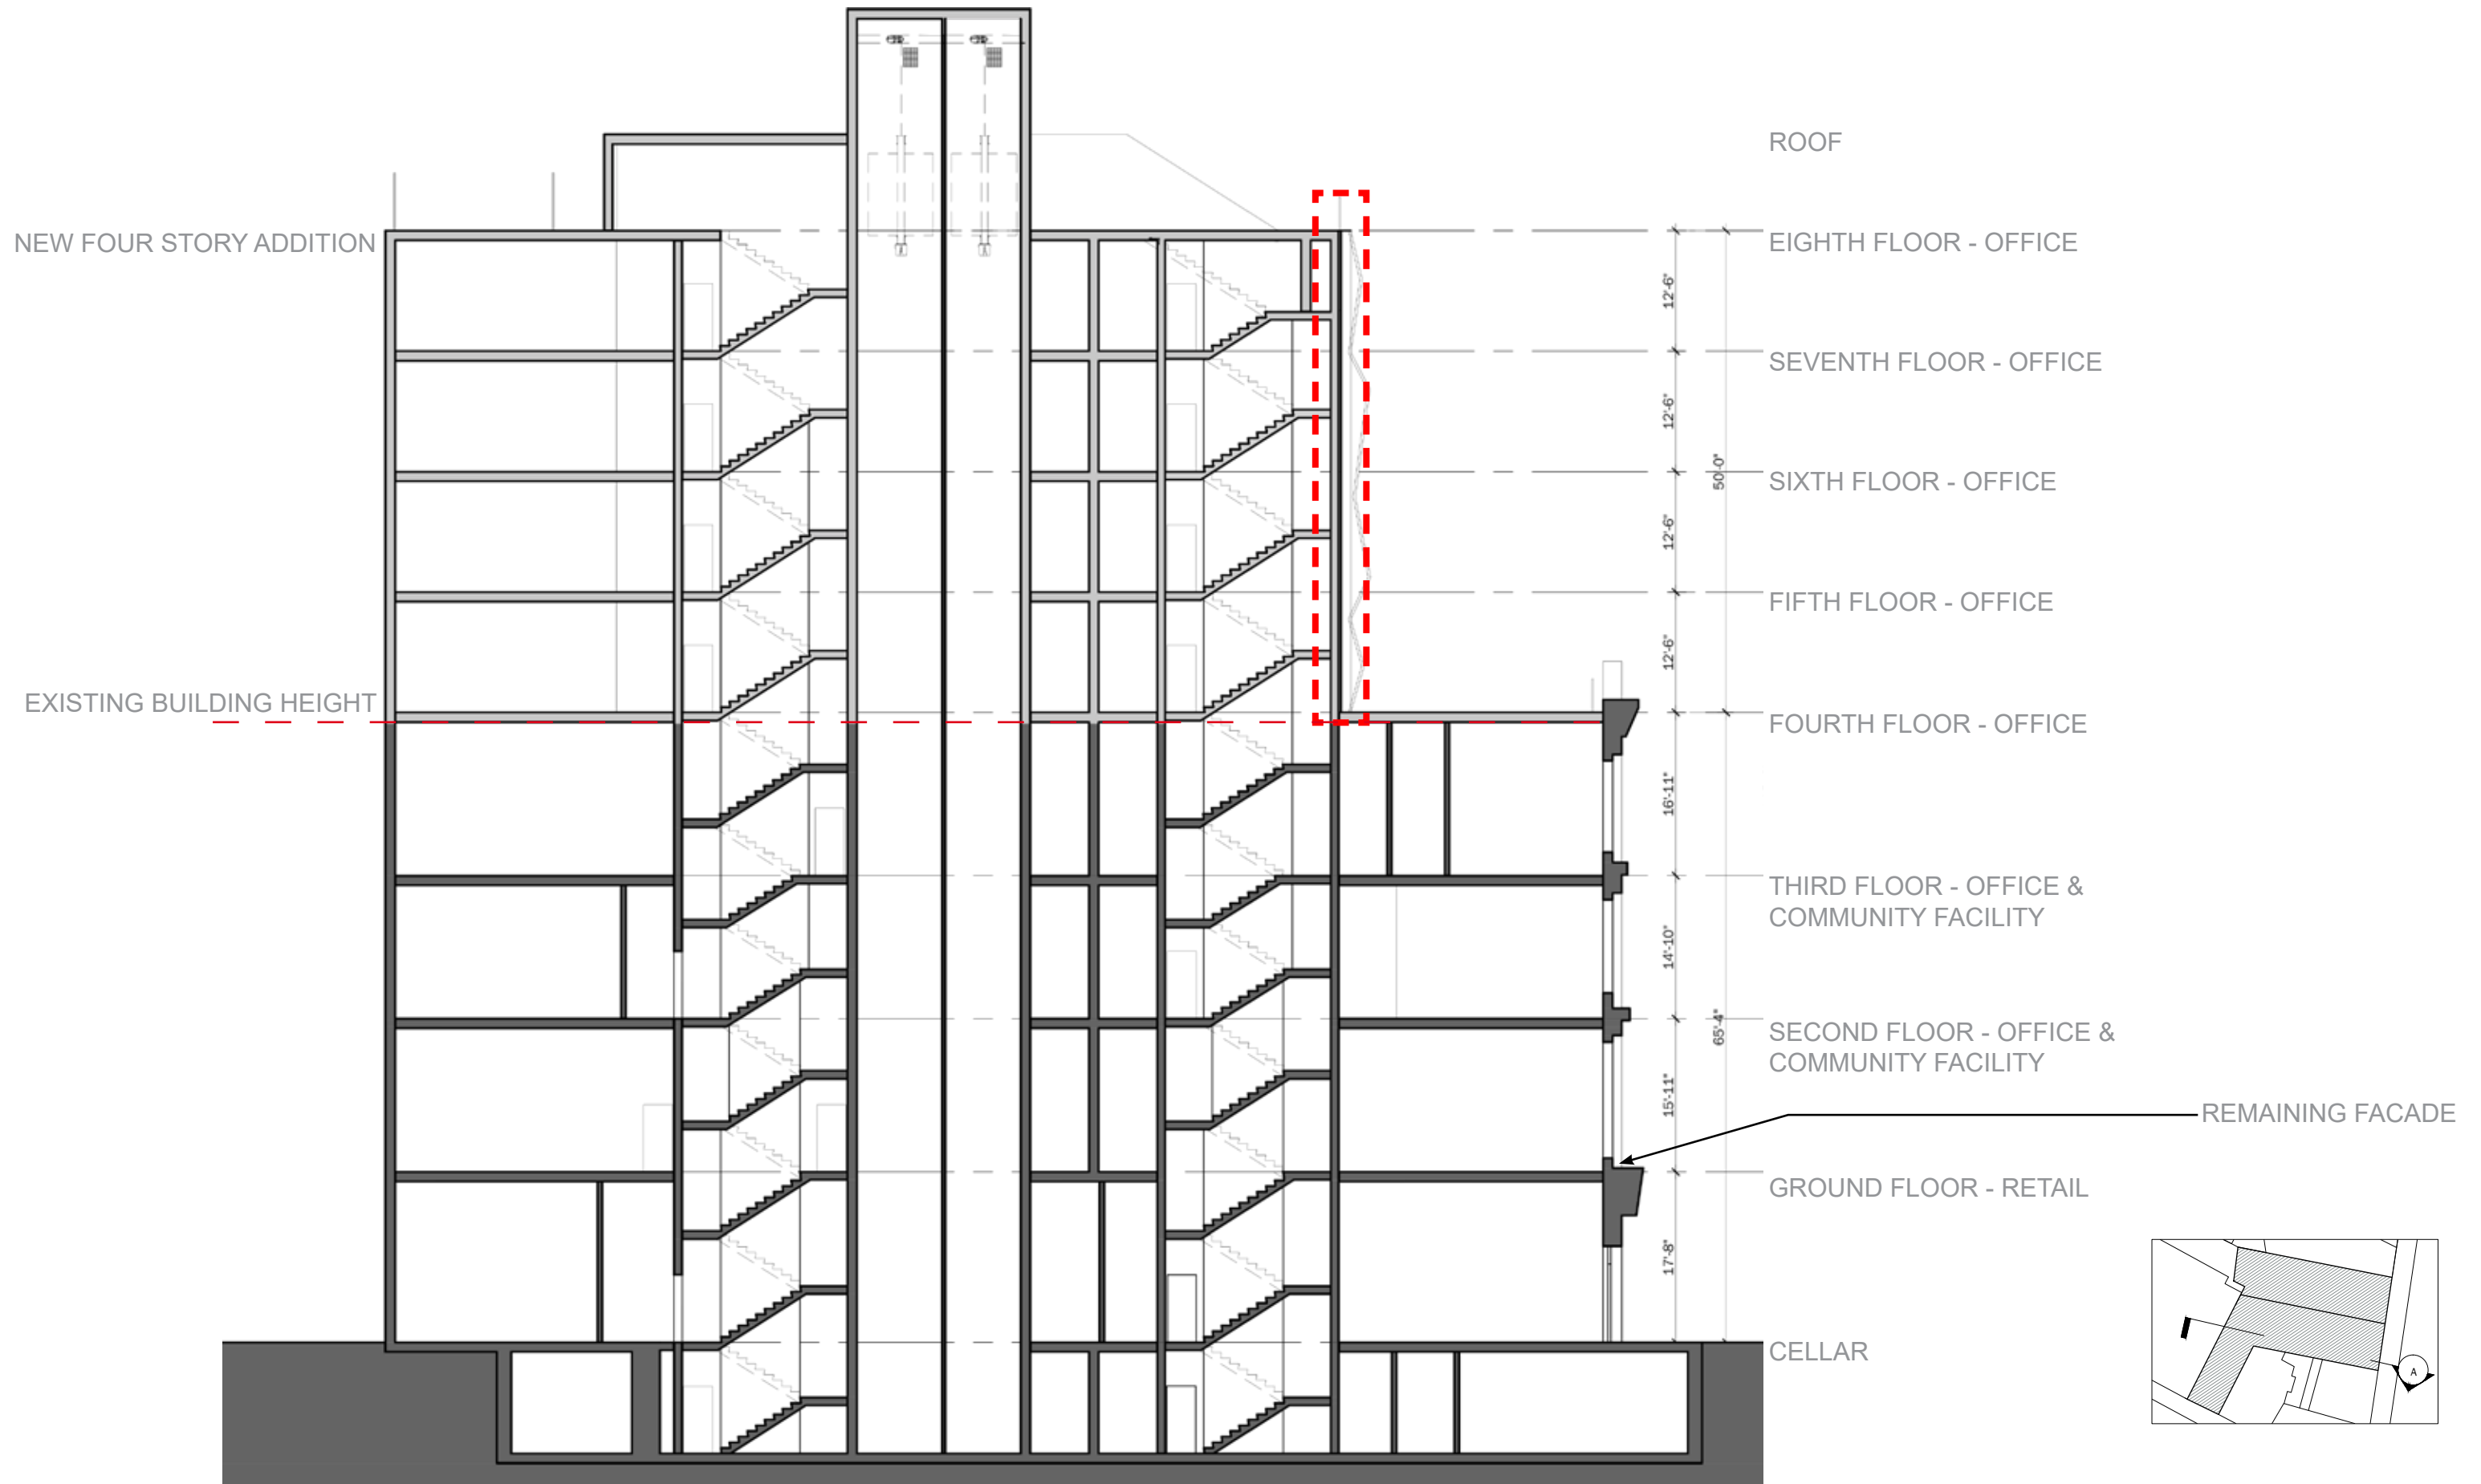 ROOF
NEW FOUR STORY ADDITION
EIGHTH FLOOR - OFFICE
12'-6"
SEVENTH FLOOR - OFFICE
12'-6"
50'-0"
SIXTH FLOOR - OFFICE
12'-6"
FIFTH FLOOR - OFFICE
12'-6"
EXISTING BUILDING HEIGHT
FOURTH FLOOR - OFFICE
16'-11"
THIRD FLOOR - OFFICE &
COMMUNITY FACILITY
14'-10"
65'-4"
SECOND FLOOR - OFFICE &
COMMUNITY FACILITY
15'-11"
REMAINING FACADE
GROUND FLOOR - RETAIL
17'-8"
CELLAR
A